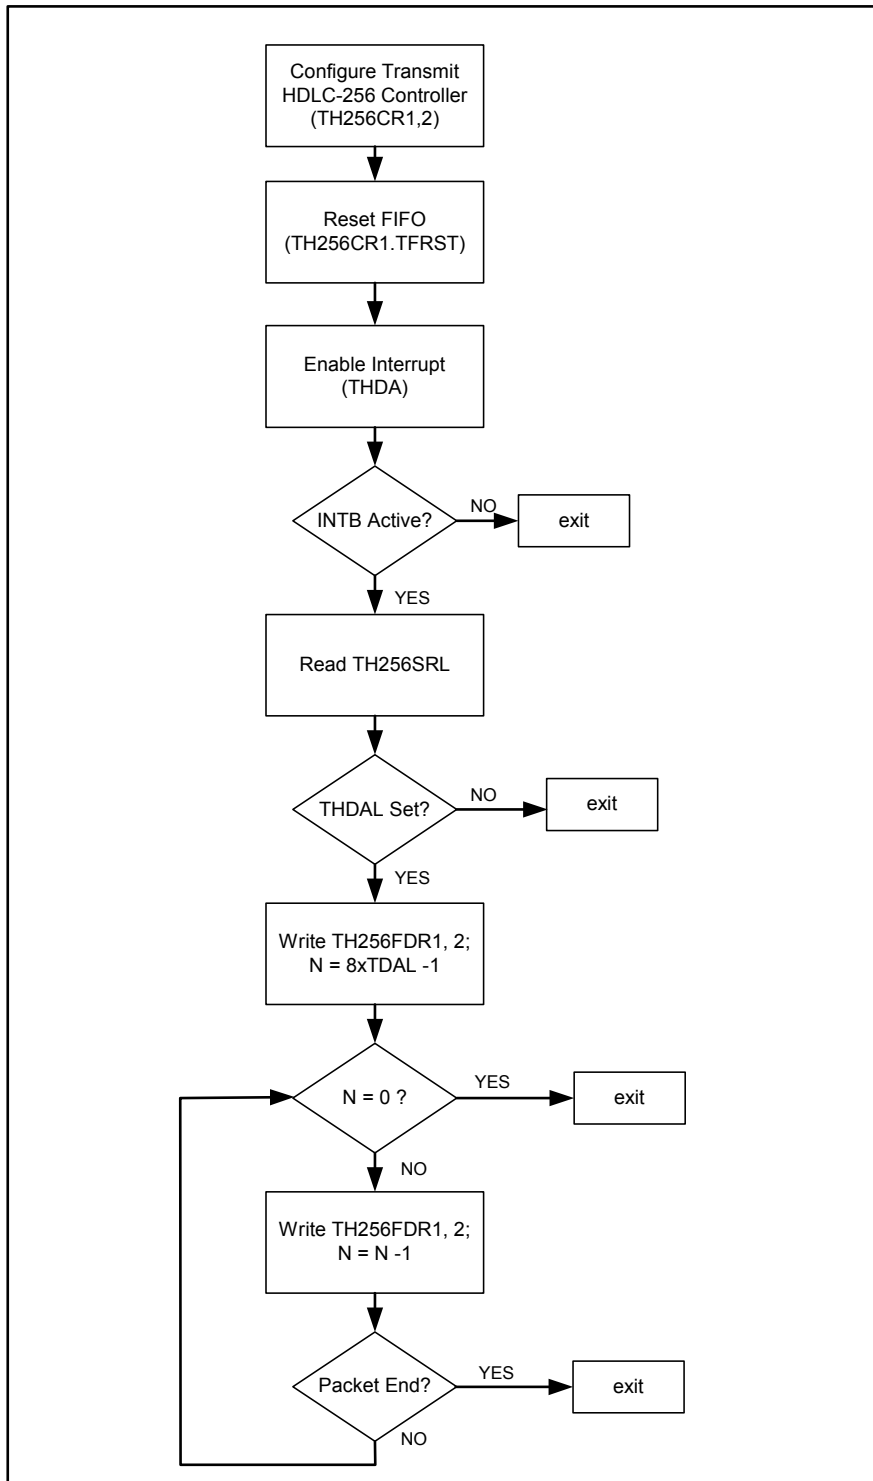 Configure Transmit
HDLC-256 Controller
(TH256CR1,2)
Reset FIFO
(TH256CR1.TFRST)
Enable Interrupt
(THDA)
INTB Active?
NO
exit
YES
Read TH256SRL
THDAL Set?
NO
exit
YES
Write TH256FDR1, 2;
N = 8xTDAL -1
N = 0 ?
YES
exit
NO
Write TH256FDR1, 2;
N = N -1
Packet End?
YES
exit
NO